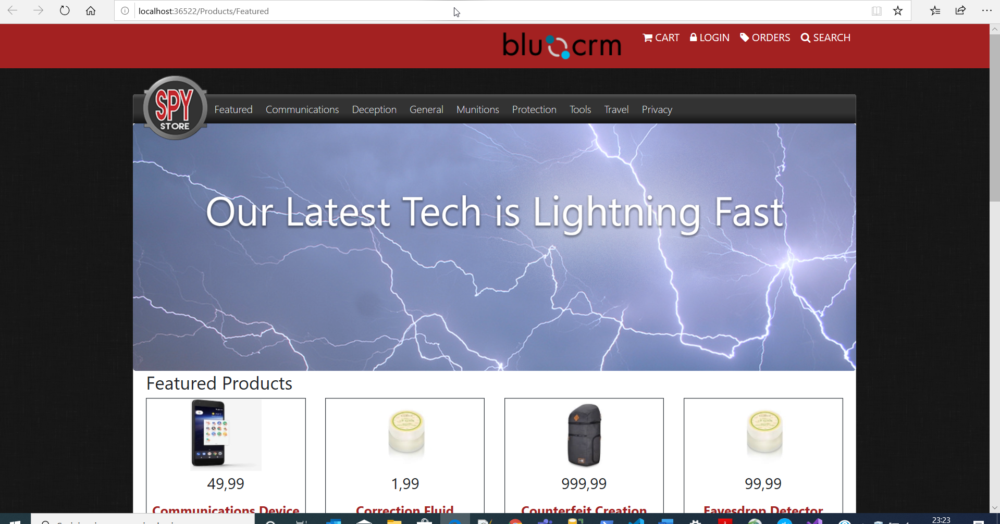 localhost:36522/Products/Featured
blu crm
CART LOGIN ORDERS SEARCH
SPY
STORE
Featured Communications Deception General Munitions Protection Tools Travel Privacy
Our Latest Tech is Lightning Fast
Featured Products
49,99 1,99 999,99 99,99
Communications Device Correction Fluid Counterfeit Creation Eavesdrop Detector
23:23